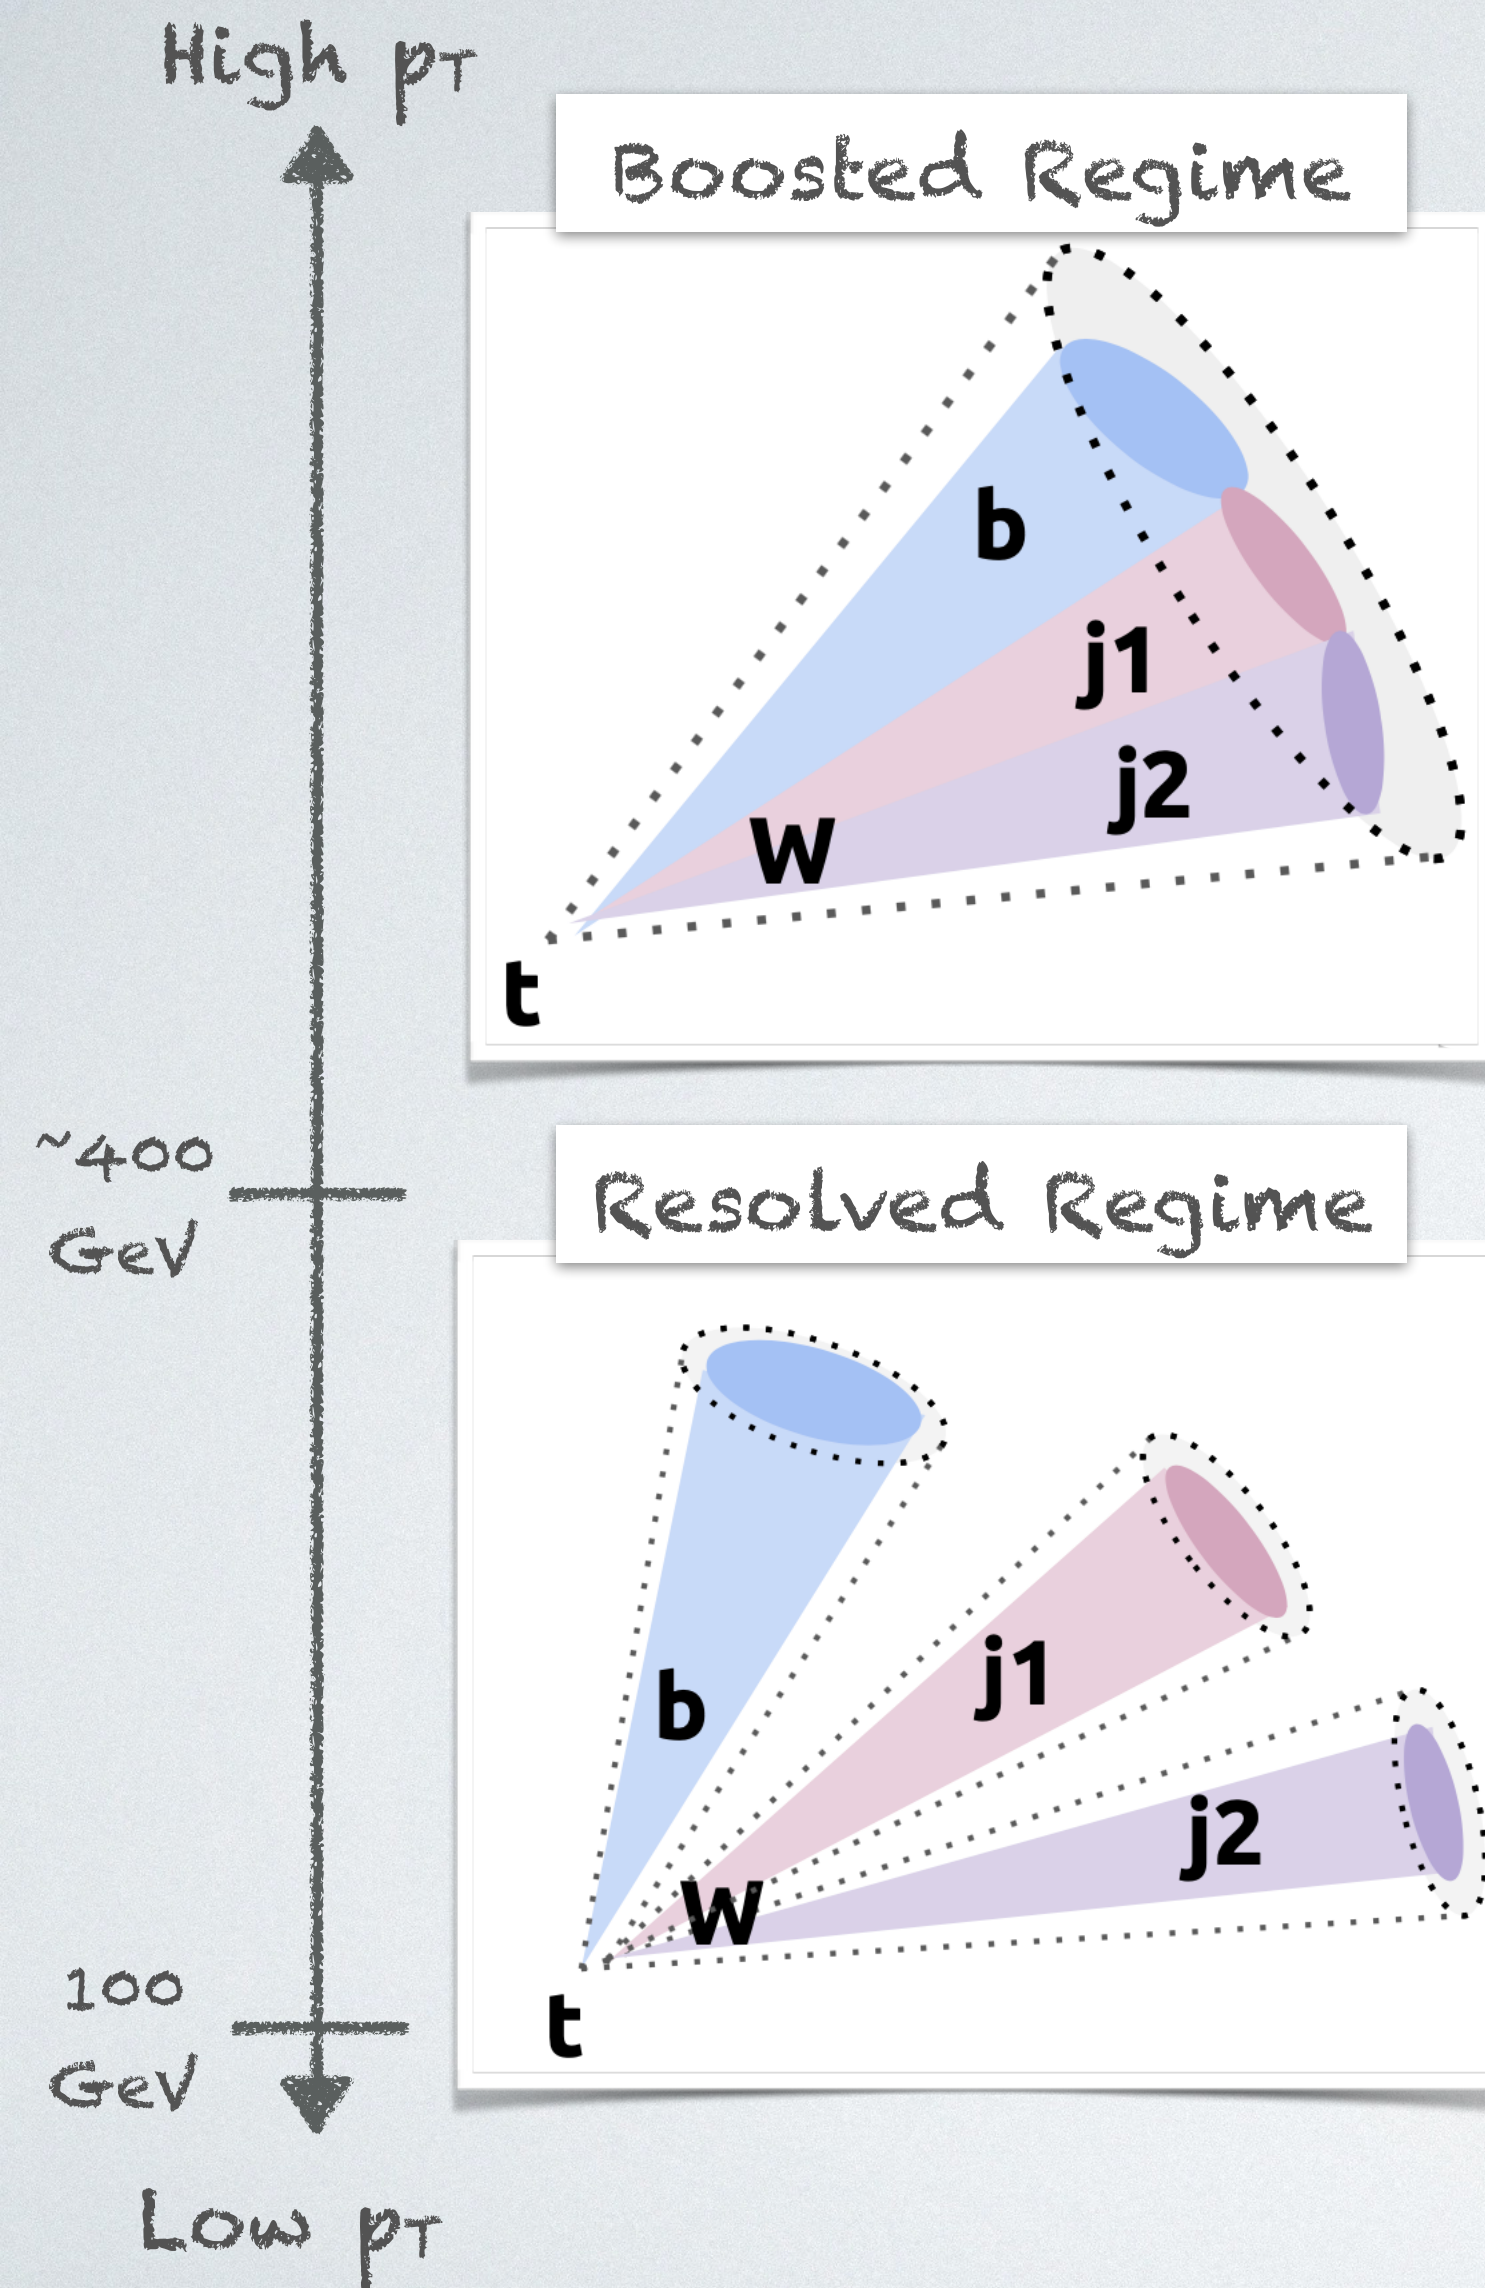 High pT
Boosted Regime
b
j1
j2
W
t
~400
GeV
Resolved Regime
b
j1
j2
W
t
100
GeV
Low pT